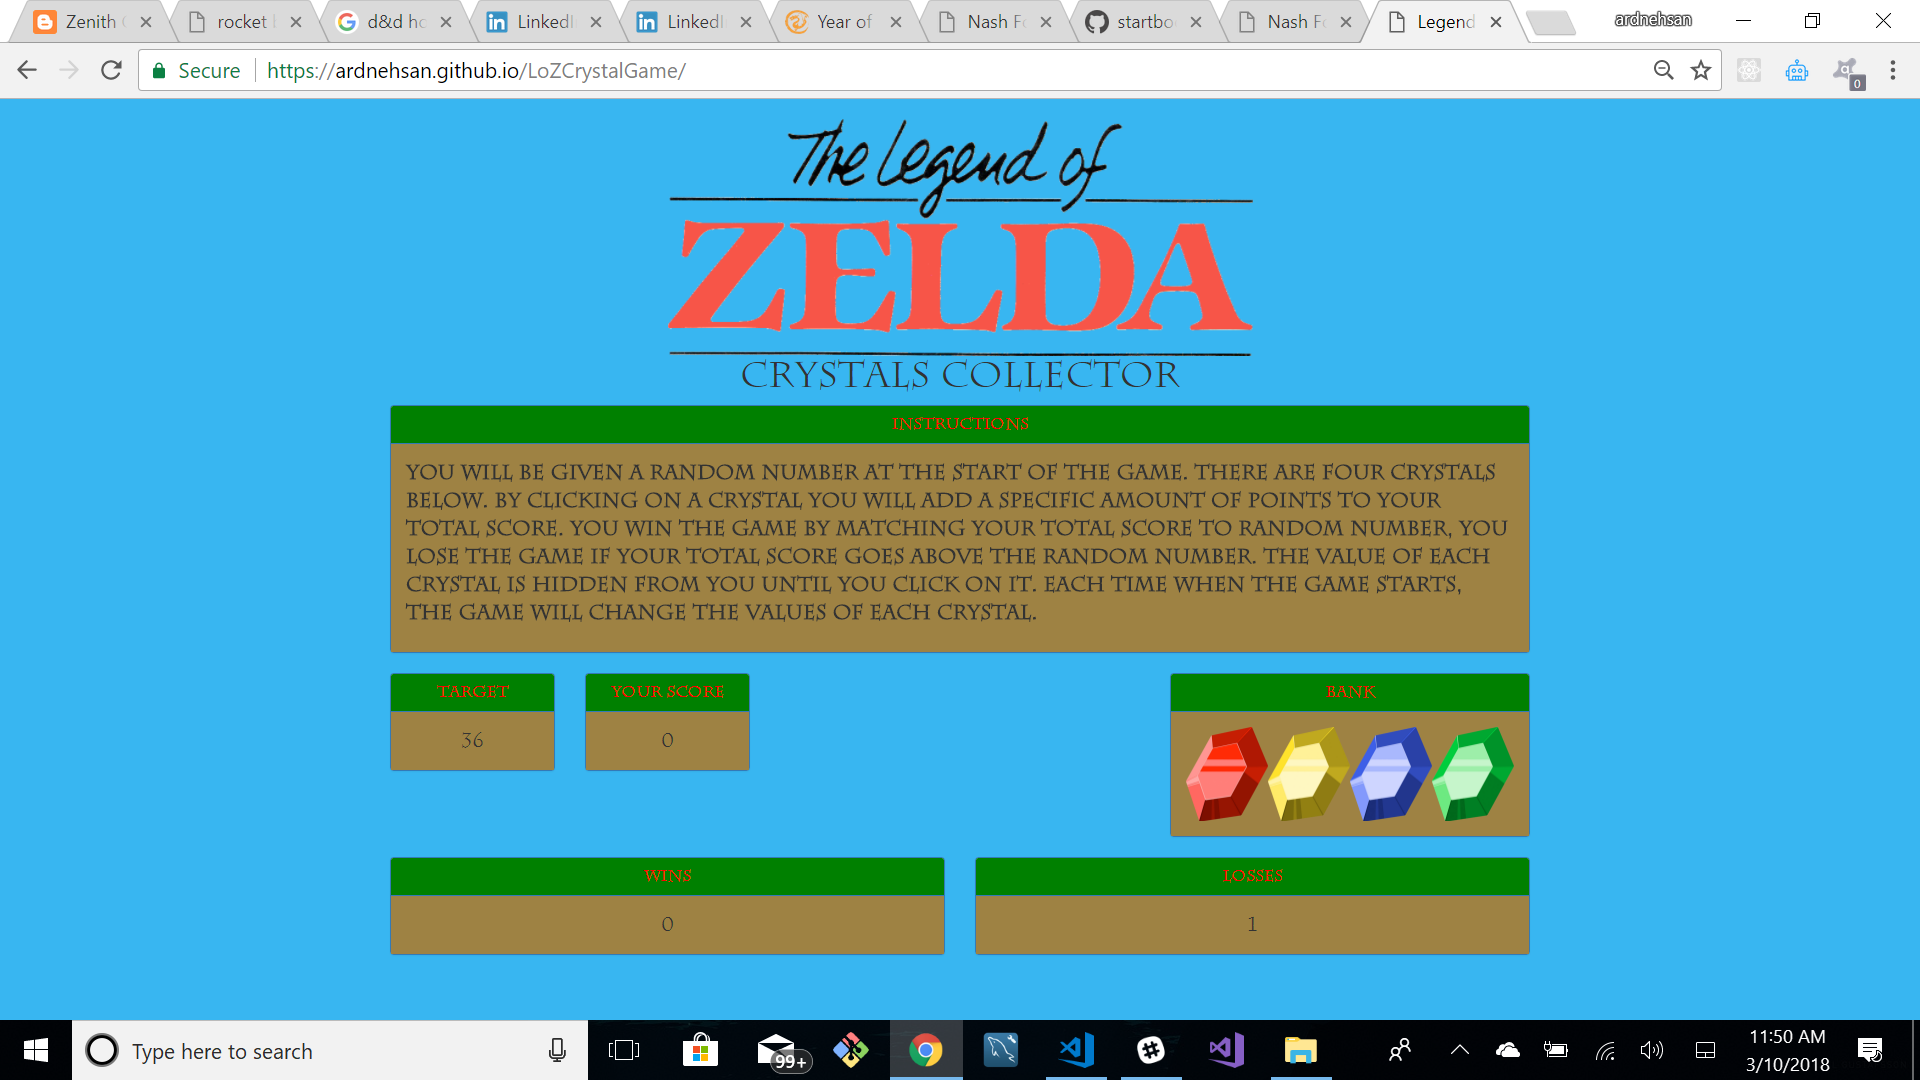 Zenith
rocket
d&d ho
LinkedI
LinkedI
Year of
Nash Fo
startbo
Nash Fo
Legend
ardnehsan
Secure
https://ardnehsan.github.io/LoZCrystalGame/
0
The Legend of
ZELDA
CRYSTALS COLLECTOR
INSTRUCTIONS
YOU WILL BE GIVEN A RANDOM NUMBER AT THE START OF THE GAME. THERE ARE FOUR CRYSTALS
BELOW. BY CLICKING ON A CRYSTAL YOU WILL ADD A SPECIFIC AMOUNT OF POINTS TO YOUR
TOTAL SCORE. YOU WIN THE GAME BY MATCHING YOUR TOTAL SCORE TO RANDOM NUMBER, YOU
LOSE THE GAME IF YOUR TOTAL SCORE GOES ABOVE THE RANDOM NUMBER. THE VALUE OF EACH
CRYSTAL IS HIDDEN FROM YOU UNTIL YOU CLICK ON IT. EACH TIME WHEN THE GAME STARTS,
THE GAME WILL CHANGE THE VALUES OF EACH CRYSTAL.
TARGET
36
YOUR SCORE
0
BANK
WINS
0
LOSSES
1
Type here to search
99+
11:50 AM
3/10/2018